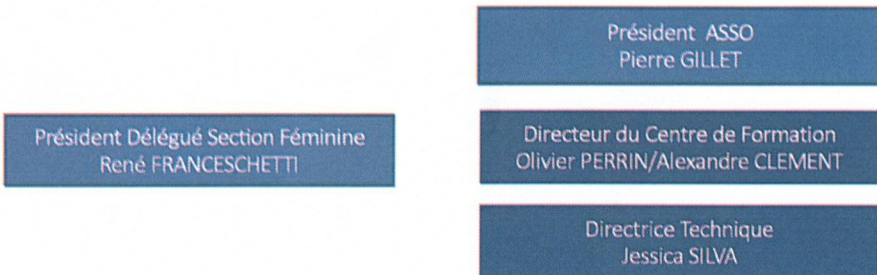 Président ASSO
Pierre GILLET
Président Délégué Section Féminine
René FRANCESCHETTI
Directeur du Centre de Formation
Olivier PERRIN/Alexandre CLEMENT
Directrice Technique
Jessica SILVA